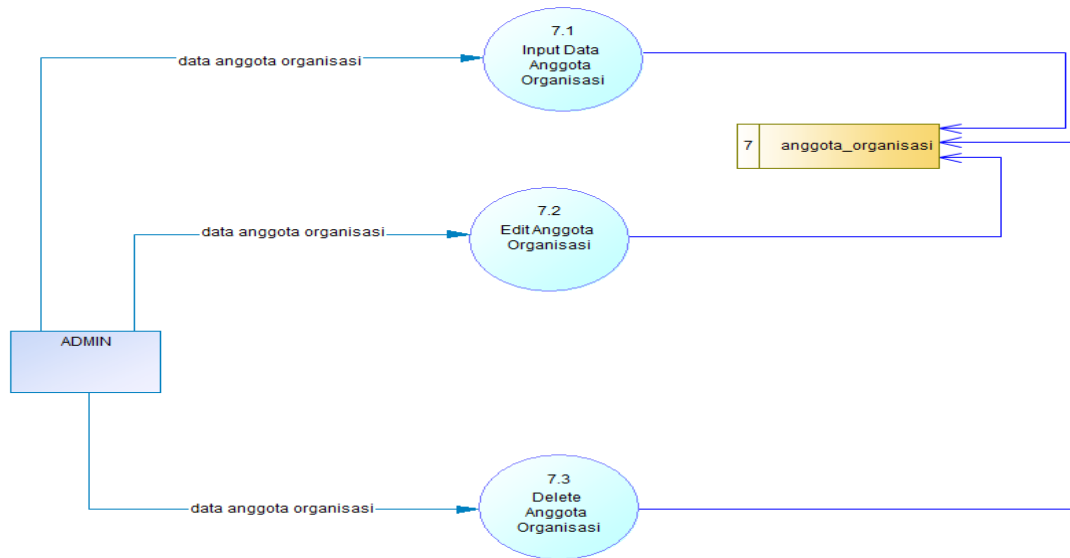 7.1
Input Data
Anggota
Organisasi
data anggota organisasi
7
anggota_organisasi
7.2
Edit Anggota
Organisasi
data anggota organisasi
ADMIN
7.3
Delete
Anggota
Organisasi
data anggota organisasi